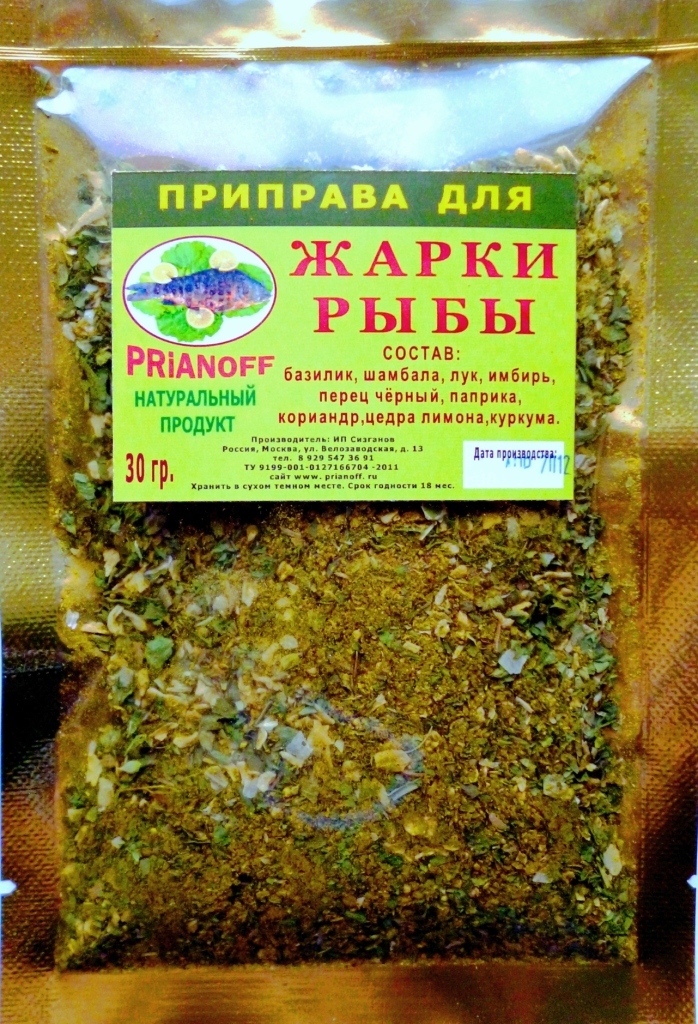 ПРИПРАВА ДЛЯ
ЖАРКИ
РЫБЫ
PRiANOFF
НАТУРАЛЬНЫЙ
ПРОДУКТ
СОСТАВ:
базилик, шамбала, лук, имбирь,
перец чёрный, паприка,
кориандр,цедра лимона,куркума.
Производитель: ИП Сизганов
Россия, Москва, ул. Велозаводская, д. 13
тел. 8 929 547 36 91
ТУ 9199-001-0127166704 -2011
сайт www. prianoff. ru
Хранить в сухом темном месте. Срок годности 18 мес.
30 гр.
Дата производства: